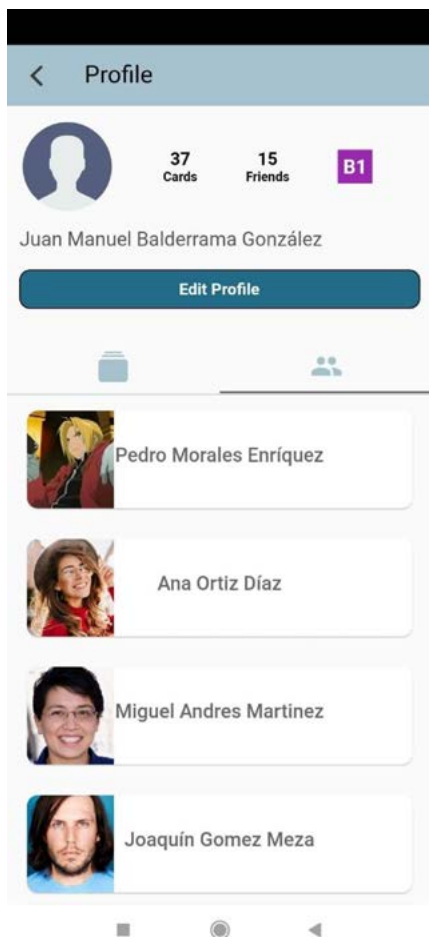 Profile
37
Cards
15
Friends
B1
Juan Manuel Balderrama González
Edit Profile
Pedro Morales Enríquez
Ana Ortiz Díaz
Miguel Andres Martinez
Joaquín Gomez Meza